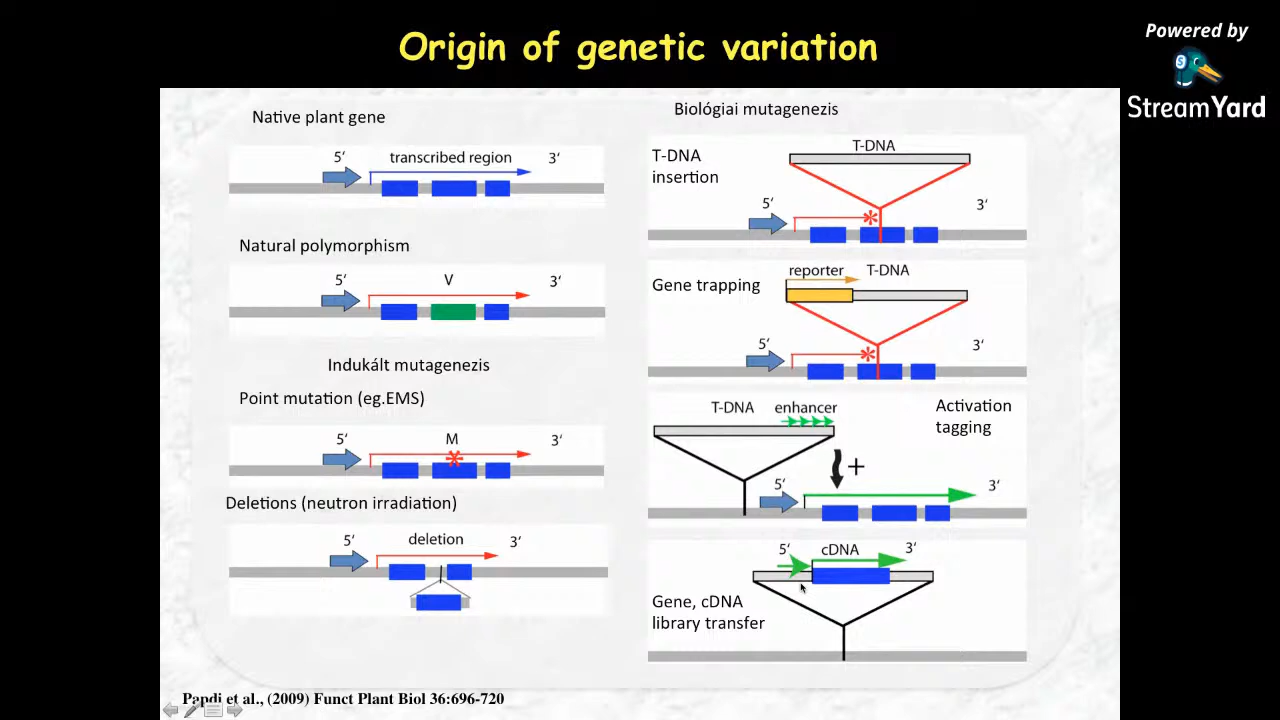 Origin of genetic variation
Powered by
StreamYard
Native plant gene
5‘ transcribed region 3‘
Natural polymorphism
5‘ V 3‘
Indukált mutagenezis
Point mutation (eg.EMS)
5‘ M 3‘
Deletions (neutron irradiation)
5‘ deletion 3‘
Biológiai mutagenezis
T-DNA
insertion
T-DNA
5‘ * 3‘
Gene trapping
reporter T-DNA
5‘ * 3‘
T-DNA enhancer
Activation
tagging
+
5‘ 3‘
5‘ cDNA 3‘
Gene, cDNA
library transfer
Papdi et al., (2009) Funct Plant Biol 36:696-720